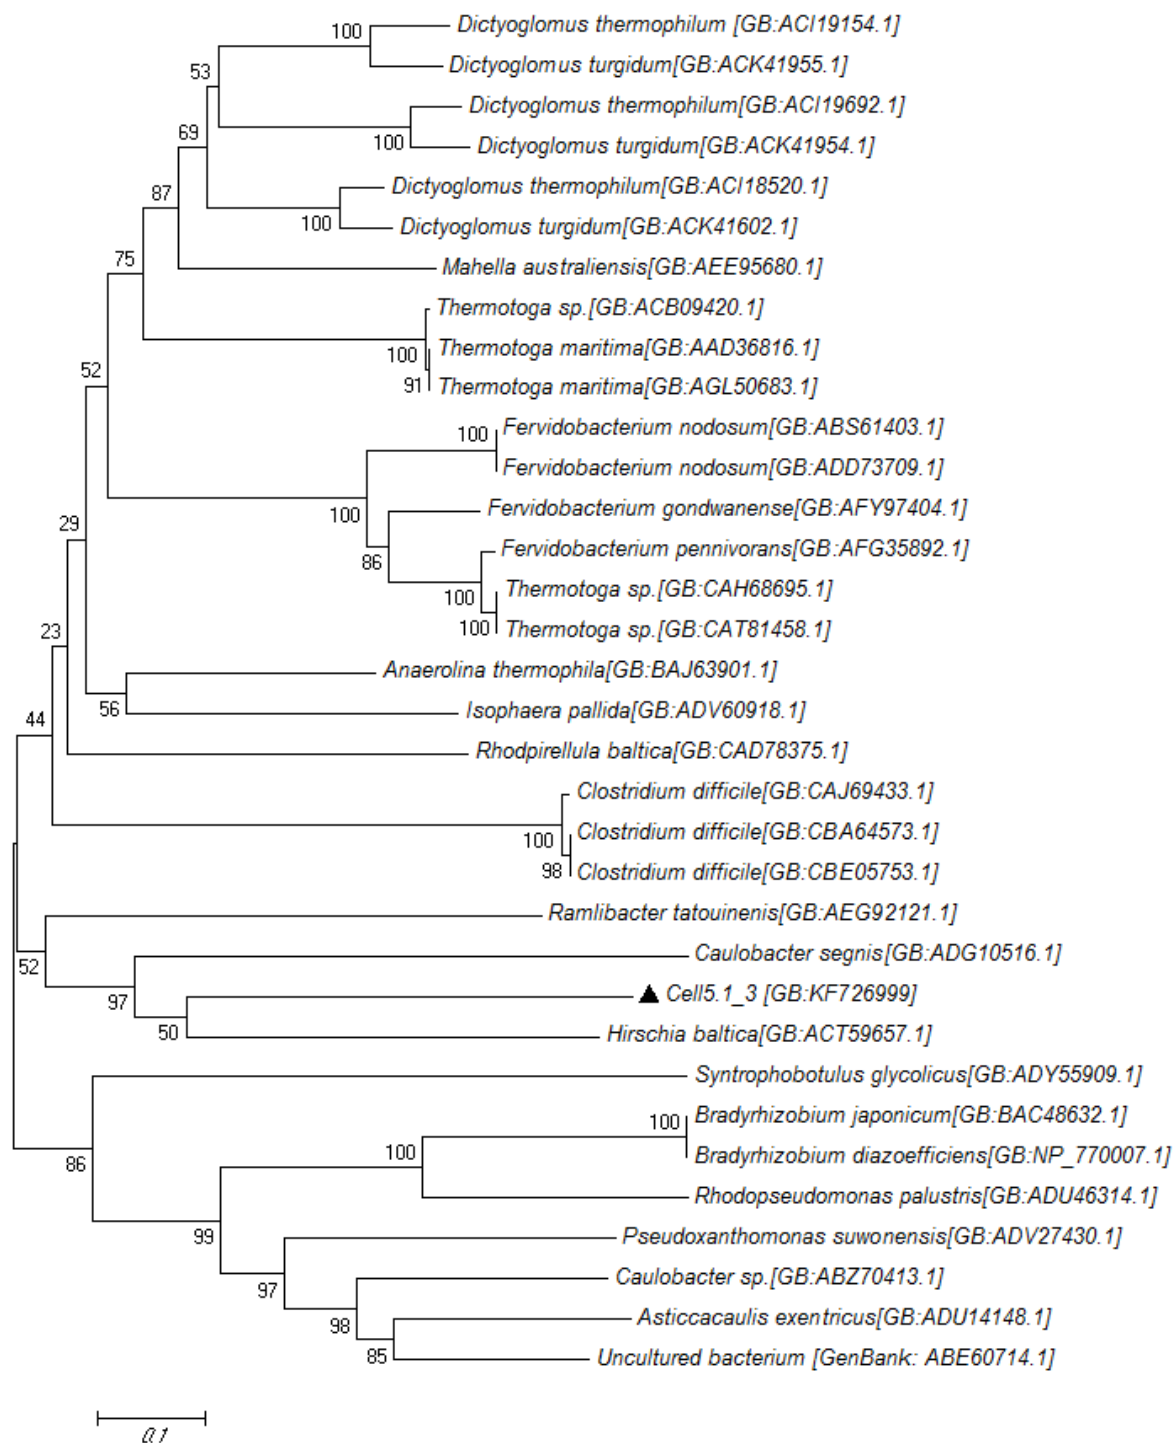 Dictyoglomus thermophilum [GB:ACI19154.1]
100
Dictyoglomus turgidum[GB:ACK41955.1]
53
Dictyoglomus thermophilum[GB:ACI19692.1]
69
100
Dictyoglomus turgidum[GB:ACK41954.1]
87
Dictyoglomus thermophilum[GB:ACI18520.1]
100
Dictyoglomus turgidum[GB:ACK41602.1]
75
Mahella australiensis[GB:AEE95680.1]
Thermotoga sp.[GB:ACB09420.1]
100
Thermotoga maritima[GB:AAD36816.1]
52
91
Thermotoga maritima[GB:AGL50683.1]
100
Fervidobacterium nodosum[GB:ABS61403.1]
Fervidobacterium nodosum[GB:ADD73709.1]
100
Fervidobacterium gondwanense[GB:AFY97404.1]
29
86
Fervidobacterium pennivorans[GB:AFG35892.1]
100
Thermotoga sp.[GB:CAH68695.1]
100
Thermotoga sp.[GB:CAT81458.1]
23
Anaerolina thermophila[GB:BAJ63901.1]
56
Isophaera pallida[GB:ADV60918.1]
44
Rhodpirellula baltica[GB:CAD78375.1]
Clostridium difficile[GB:CAJ69433.1]
100
Clostridium difficile[GB:CBA64573.1]
98
Clostridium difficile[GB:CBE05753.1]
Ramlibacter tatouinenis[GB:AEG92121.1]
52
Caulobacter segnis[GB:ADG10516.1]
97
Cell5.1_3 [GB:KF726999]
50
Hirschia baltica[GB:ACT59657.1]
Syntrophobotulus glycolicus[GB:ADY55909.1]
100
Bradyrhizobium japonicum[GB:BAC48632.1]
86
100
Bradyrhizobium diazoefficiens[GB:NP_770007.1]
Rhodopseudomonas palustris[GB:ADU46314.1]
99
Pseudoxanthomonas suwonensis[GB:ADV27430.1]
97
Caulobacter sp.[GB:ABZ70413.1]
98
Asticcacaulis exentricus[GB:ADU14148.1]
85
Uncultured bacterium [GenBank: ABE60714.1]
0.1